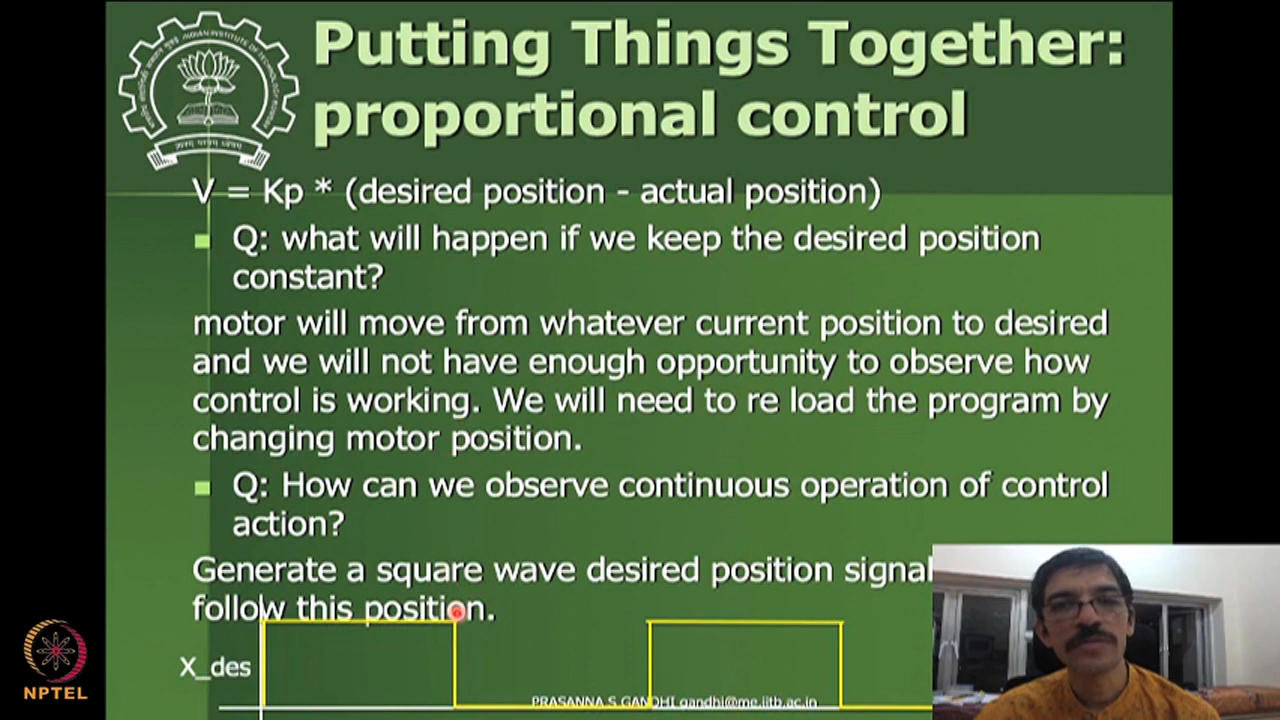 Putting Things Together:
proportional control
V = Kp * (desired position - actual position)
Q: what will happen if we keep the desired position
constant?
motor will move from whatever current position to desired
and we will not have enough opportunity to observe how
control is working. We will need to re load the program by
changing motor position.
Q: How can we observe continuous operation of control
action?
Generate a square wave desired position signal
follow this position.
X_des
PRASANNA S GANDHI gandhi@me.iitb.ac.in
NPTEL